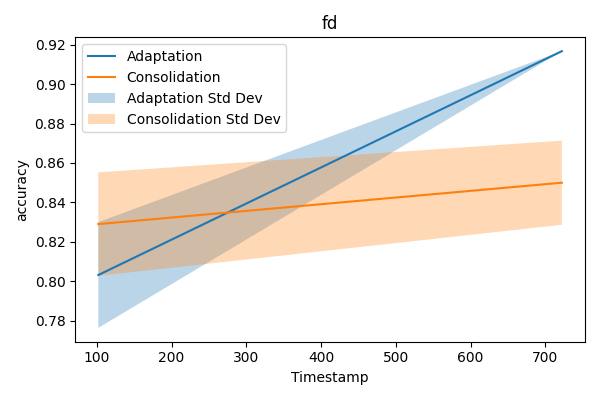 fd
Adaptation
Consolidation
Adaptation Std Dev
Consolidation Std Dev
0.92
0.90
0.88
0.86
0.84
0.82
0.80
0.78
accuracy
100 200 300 400 500 600 700
Timestamp